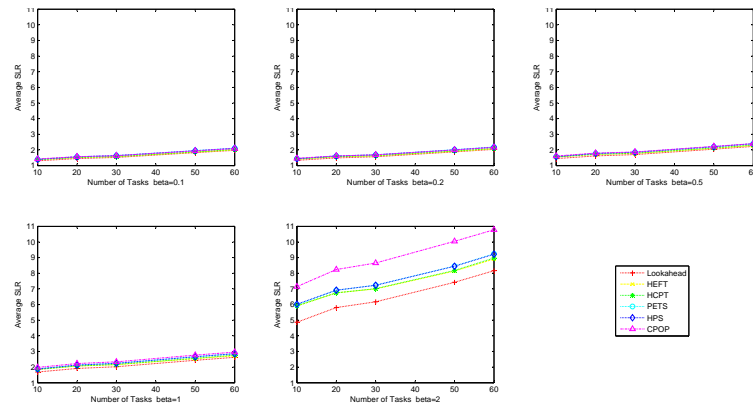 11
10
9
8
7
6
5
4
3
2
1
10 20 30 40 50 60
Average SLR
Number of Tasks beta=0.1
11
10
9
8
7
6
5
4
3
2
1
10 20 30 40 50 60
Average SLR
Number of Tasks beta=0.2
11
10
9
8
7
6
5
4
3
2
1
10 20 30 40 50 60
Average SLR
Number of Tasks beta=0.5
11
10
9
8
7
6
5
4
3
2
1
10 20 30 40 50 60
Average SLR
Number of Tasks beta=1
11
10
9
8
7
6
5
4
3
2
1
10 20 30 40 50 60
Average SLR
Number of Tasks beta=2
Lookahead
HEFT
HCPT
PETS
HPS
CPOP